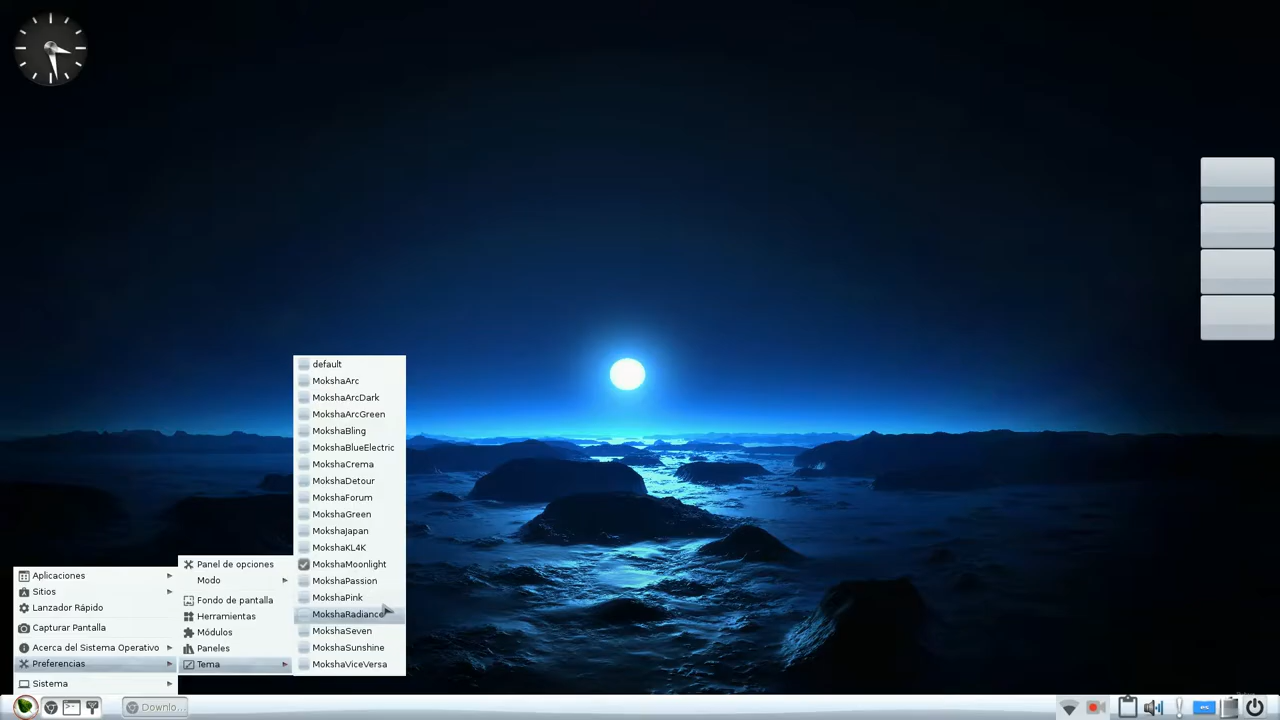 default
MokshaArc
MokshaArcDark
MokshaArcGreen
MokshaBling
MokshaBlueElectric
MokshaCrema
MokshaDetour
MokshaForum
MokshaGreen
MokshaJapan
MokshaKL4K
MokshaMoonlight
MokshaPassion
MokshaPink
MokshaRadiance
MokshaSeven
MokshaSunshine
MokshaViceVersa
Panel de opciones
Modo
Fondo de pantalla
Herramientas
Módulos
Paneles
Tema
Aplicaciones
Sitios
Lanzador Rápido
Capturar Pantalla
Acerca del Sistema Operativo
Preferencias
Sistema
Downlo...
es